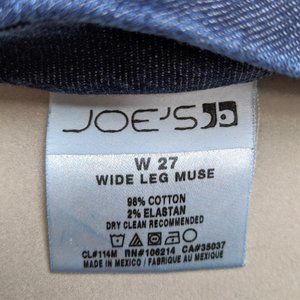 JOE'S
W 27
WIDE LEG MUSE
98% COTTON
2% ELASTAN
DRY CLEAN RECOMMENDED
CL#114M RN#106214 CA#35037
MADE IN MEXICO / FABRIQUE AU MEXIQUE